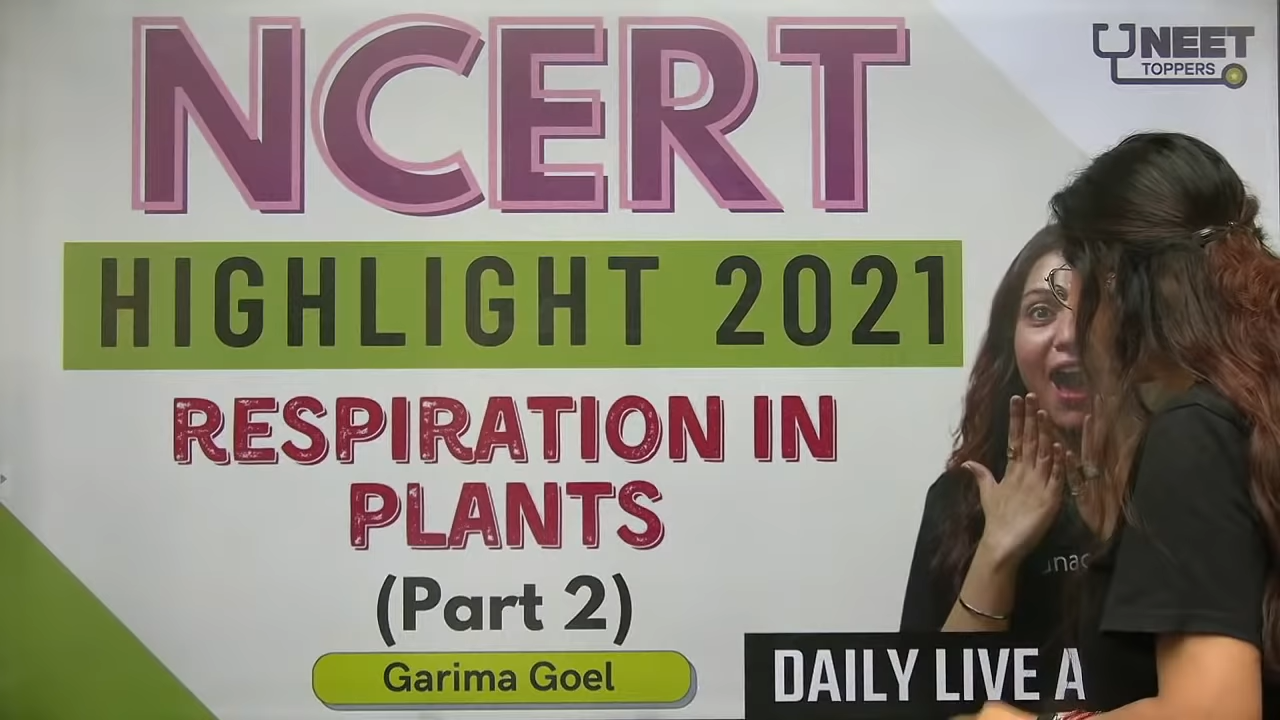 NCERT
NEET
TOPPERS
HIGHLIGHT 2021
RESPIRATION IN
PLANTS
(Part 2)
Garima Goel
DAILY LIVE A